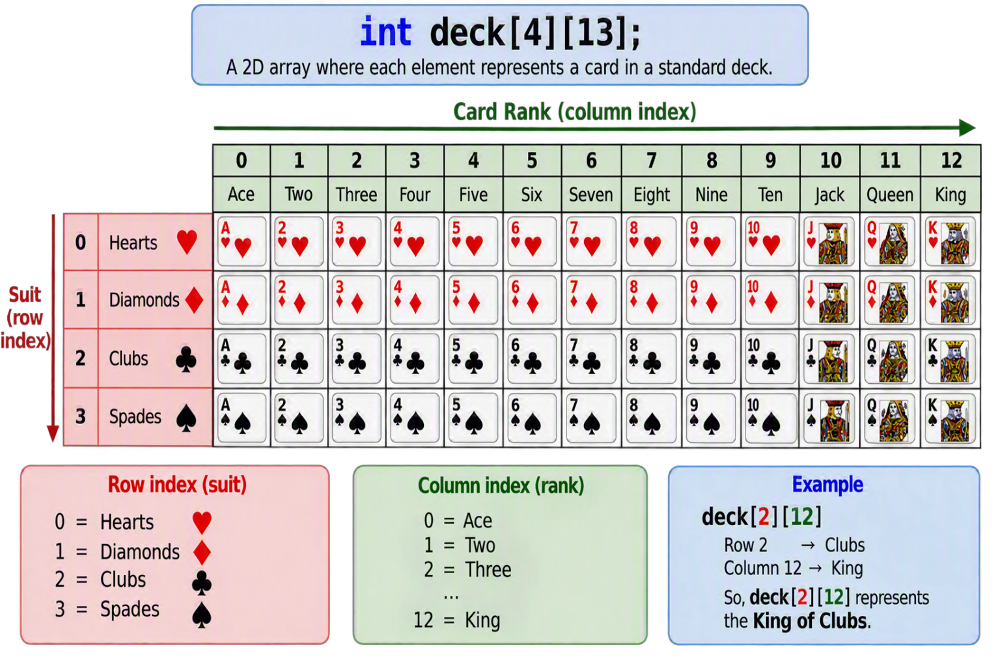 int deck[4][13];
A 2D array where each element represents a card in a standard deck.
Card Rank (column index)
0 1 2 3 4 5 6 7 8 9 10 11 12
Ace Two Three Four Five Six Seven Eight Nine Ten Jack Queen King
Suit
(row
index)
0 Hearts ♥ A ♥ ♥ 2 ♥ ♥ 3 ♥ ♥ 4 ♥ ♥ 5 ♥ ♥ 6 ♥ ♥ 7 ♥ ♥ 8 ♥ ♥ 9 ♥ ♥ 10 ♥ ♥ J ♥ Q ♥ K ♥
1 Diamonds ♦ A ♦ ♦ 2 ♦ ♦ 3 ♦ ♦ 4 ♦ ♦ 5 ♦ ♦ 6 ♦ ♦ 7 ♦ ♦ 8 ♦ ♦ 9 ♦ ♦ 10 ♦ ♦ J ♦ Q ♦ K ♦
2 Clubs ♣ A ♣ ♣ 2 ♣ ♣ 3 ♣ ♣ 4 ♣ ♣ 5 ♣ ♣ 6 ♣ ♣ 7 ♣ ♣ 8 ♣ ♣ 9 ♣ ♣ 10 ♣ ♣ J ♣ Q ♣ K ♣
3 Spades ♠ A ♠ ♠ 2 ♠ ♠ 3 ♠ ♠ 4 ♠ ♠ 5 ♠ ♠ 6 ♠ ♠ 7 ♠ ♠ 8 ♠ ♠ 9 ♠ ♠ 10 ♠ ♠ J ♠ Q ♠ K ♠
Row index (suit)
0 = Hearts ♥
1 = Diamonds ♦
2 = Clubs ♣
3 = Spades ♠
Column index (rank)
0 = Ace
1 = Two
2 = Three
...
12 = King
Example
deck[2][12]
Row 2 → Clubs
Column 12 → King
So, deck[2][12] represents
the King of Clubs.